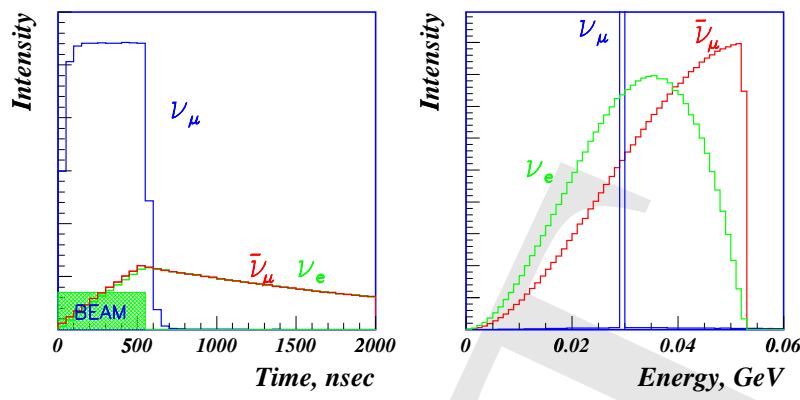 Intensity
ν_μ
ν̄_μ ν_e
BEAM
0 500 1000 1500 2000
Time, nsec
Intensity
ν_μ
ν̄_μ
ν_e
0 0.02 0.04 0.06
Energy, GeV